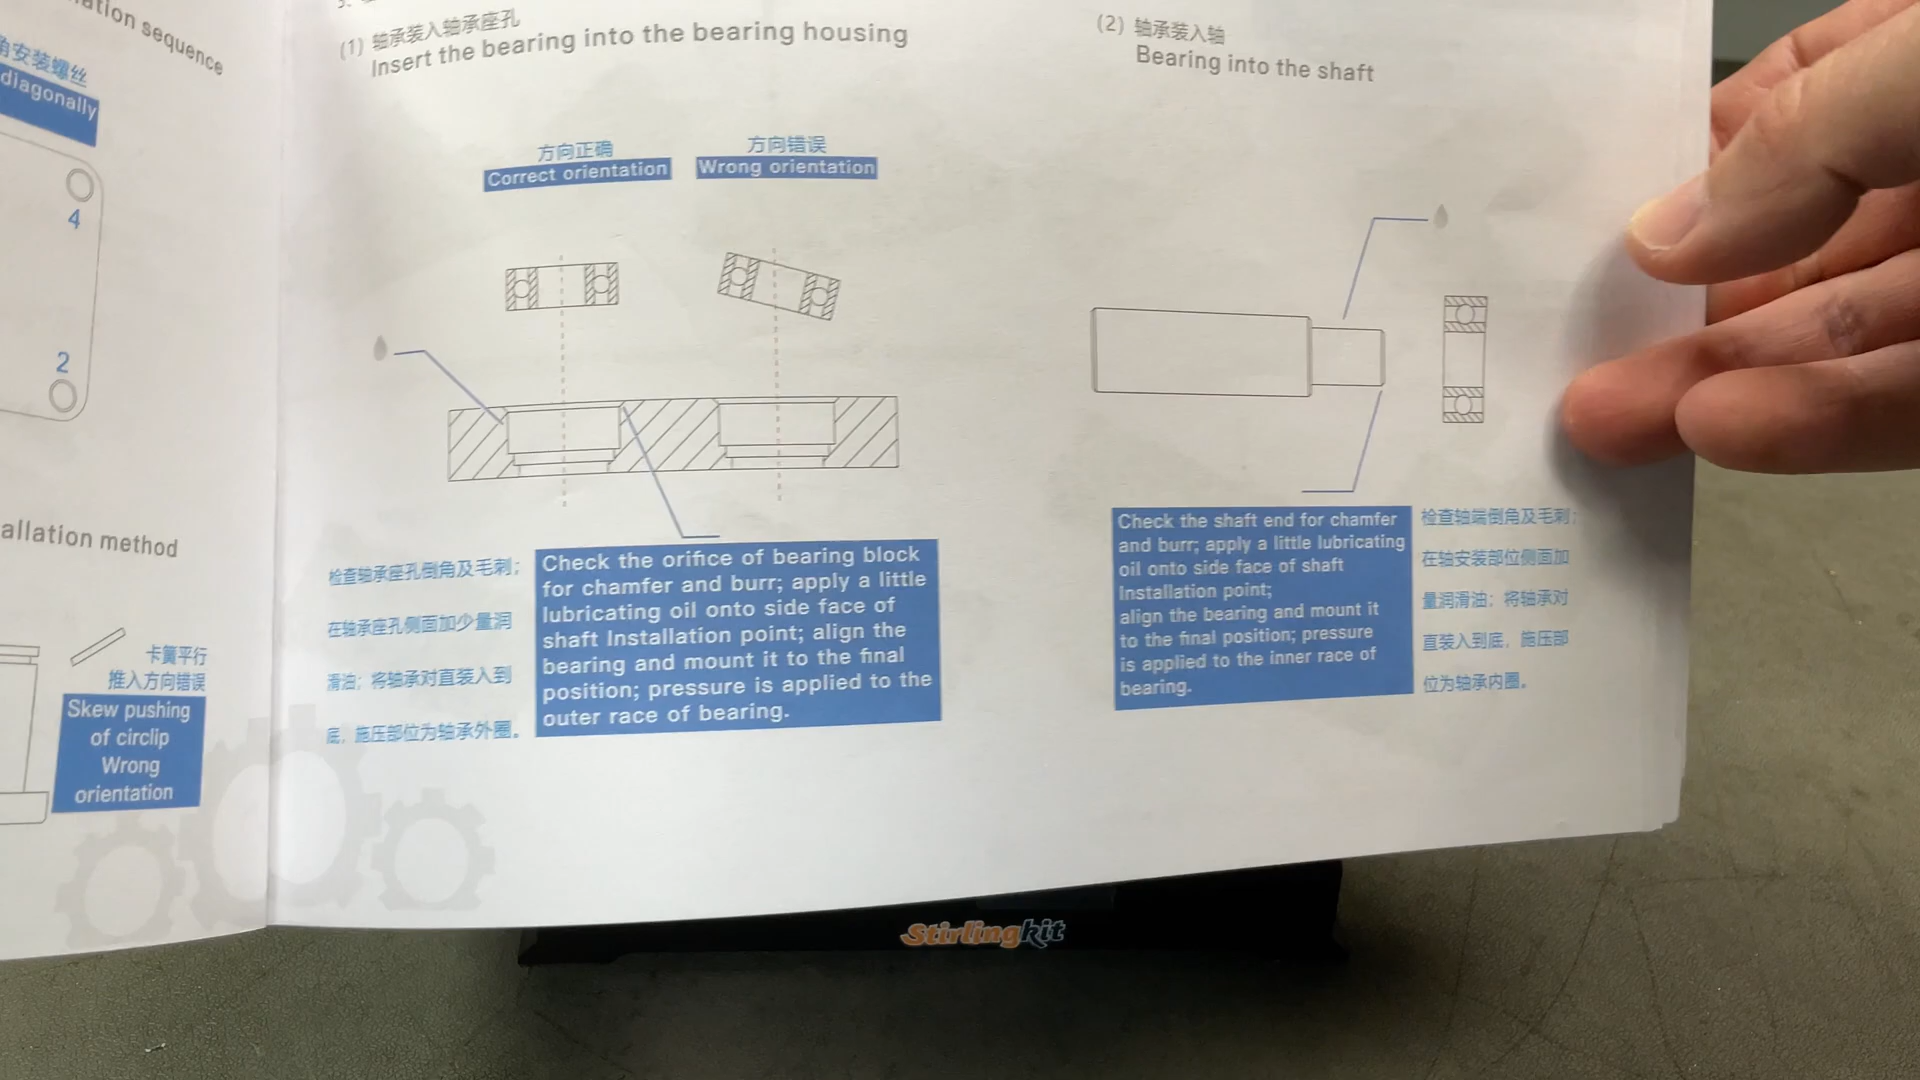 sequence
角安装螺丝
diagonally
4
2
allation method
卡簧平行
推入方向错误
Skew pushing
of circlip
Wrong
orientation
(1) 轴承装入轴承座孔
Insert the bearing into the bearing housing
方向正确
Correct orientation
方向错误
Wrong orientation
检查轴承座孔倒角及毛刺；
在轴承座孔侧面加少量润
滑油；将轴承对直装入到
底，施压部位为轴承外圈。
Check the orifice of bearing block
for chamfer and burr; apply a little
lubricating oil onto side face of
shaft Installation point; align the
bearing and mount it to the final
position; pressure is applied to the
outer race of bearing.
(2) 轴承装入轴
Bearing into the shaft
Check the shaft end for chamfer
and burr; apply a little lubricating
oil onto side face of shaft
Installation point;
align the bearing and mount it
to the final position; pressure
is applied to the inner race of
bearing.
检查轴端倒角及毛刺；
在轴安装部位侧面加
量润滑油；将轴承对
直装入到底，施压部
位为轴承内圈。
Stirlingkit